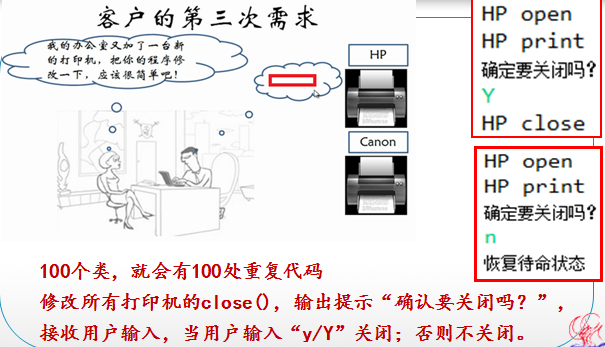 客户的第三次需求
我的办公室又加了一台新
的打印机，把你的程序修
改一下，应该很简单吧！
HP
Canon
HP open
HP print
确定要关闭吗？
Y
HP close
HP open
HP print
确定要关闭吗？
n
恢复待命状态
100个类，就会有100处重复代码
修改所有打印机的close()，输出提示“确认要关闭吗？”，
接收用户输入，当用户输入“y/Y”关闭；否则不关闭。